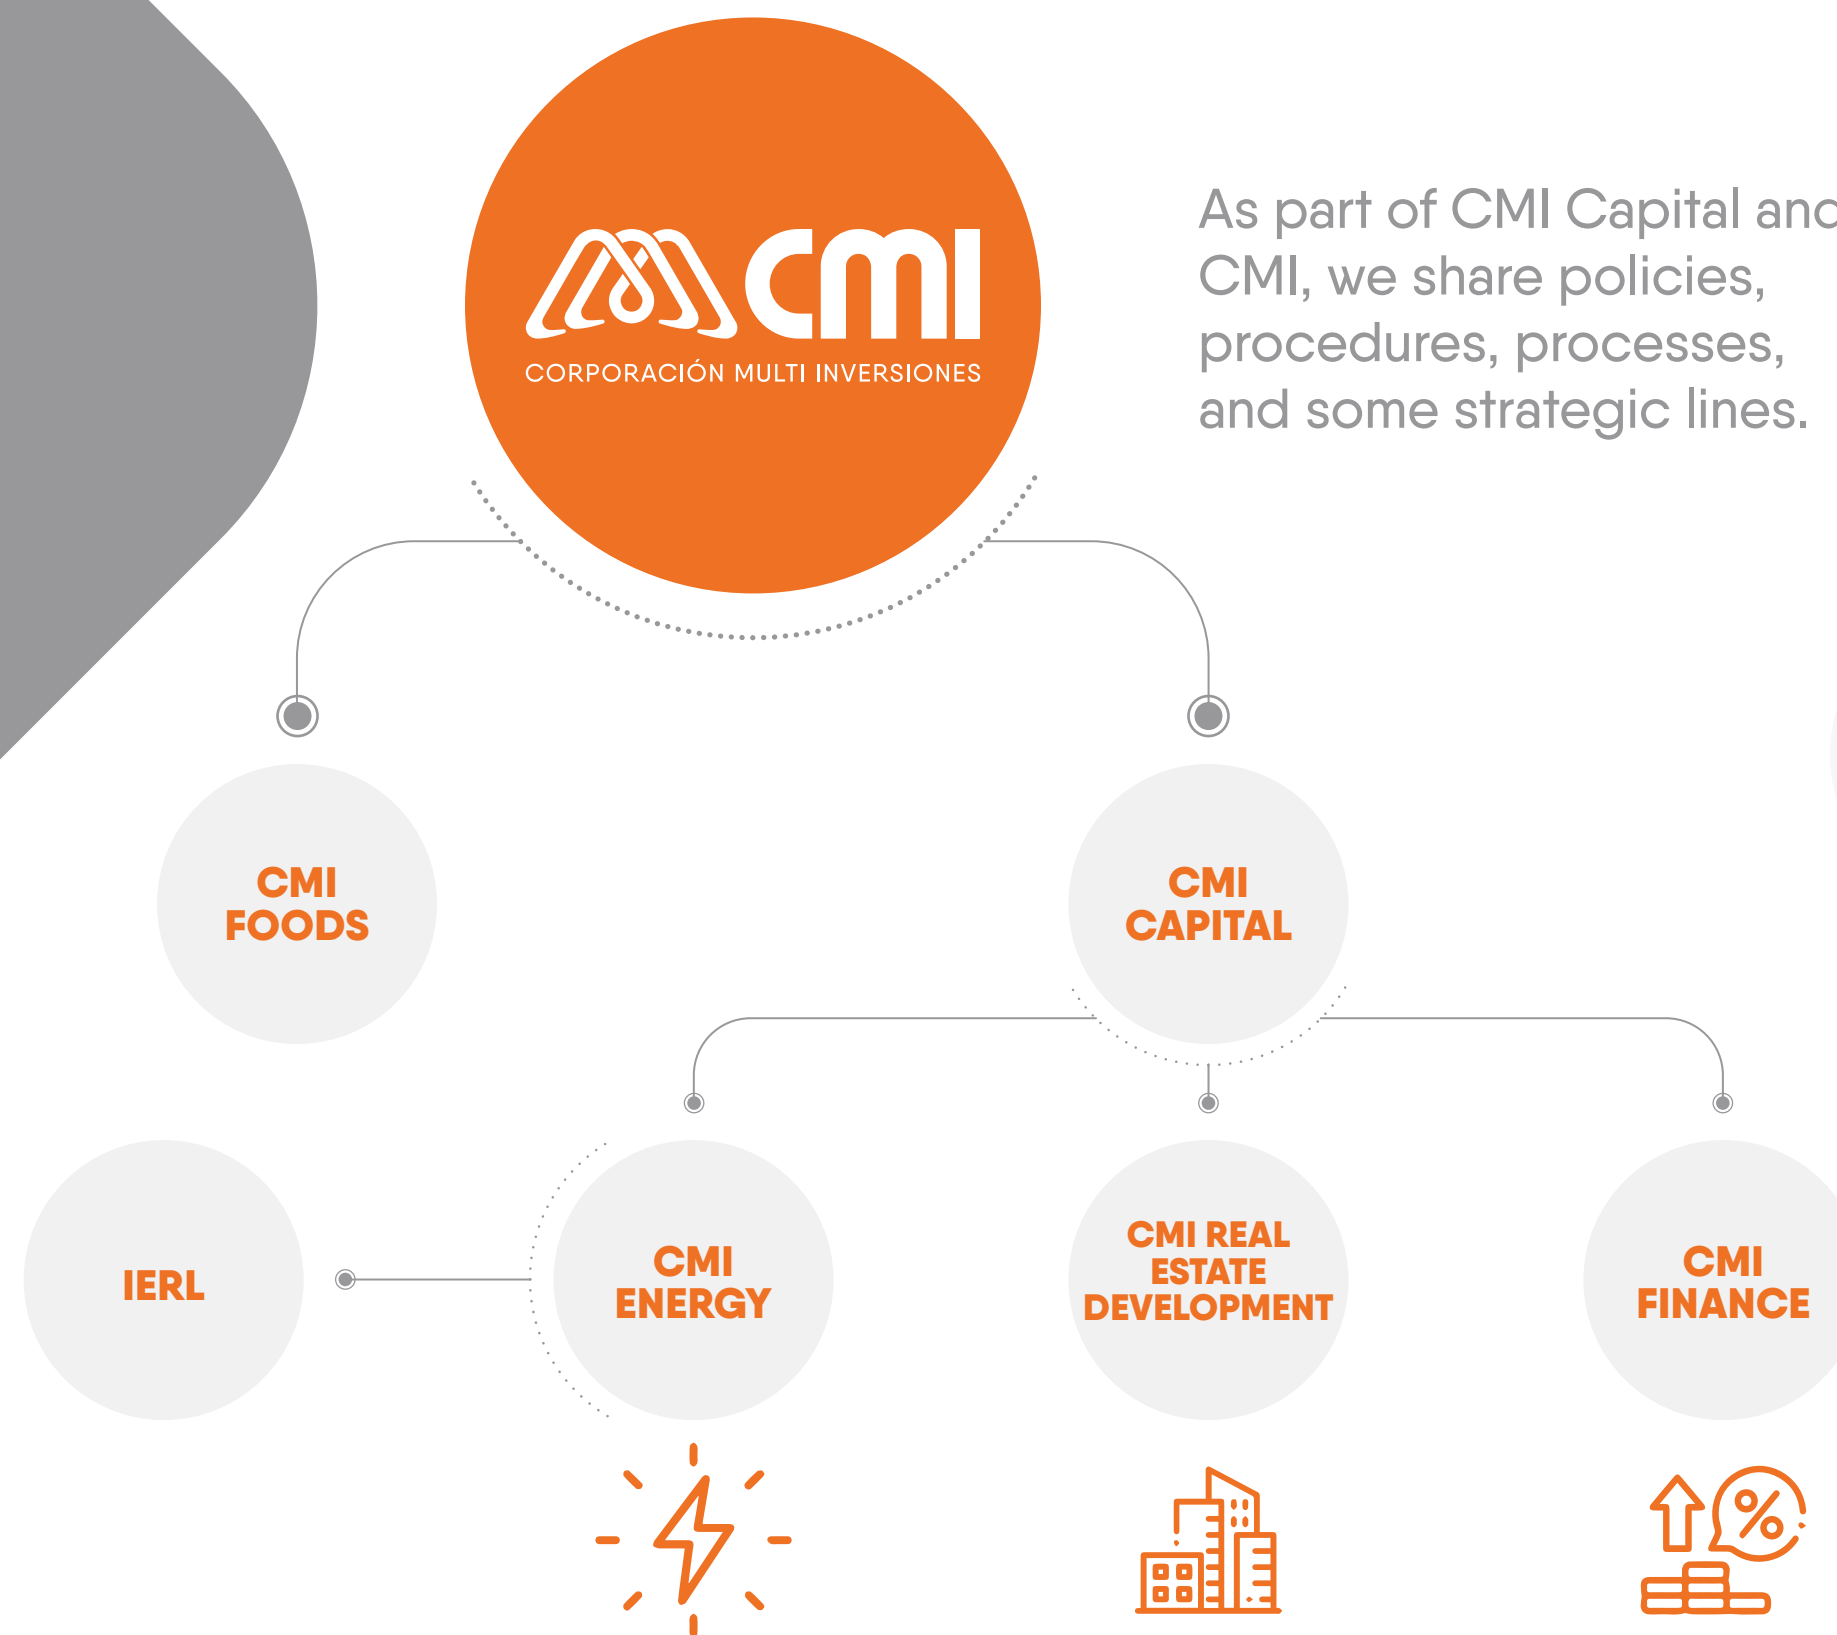 CMI
CORPORACIÓN MULTI INVERSIONES
As part of CMI Capital and
CMI, we share policies,
procedures, processes,
and some strategic lines.
CMI
FOODS
CMI
CAPITAL
IERL
CMI
ENERGY
CMI REAL
ESTATE
DEVELOPMENT
CMI
FINANCE
%